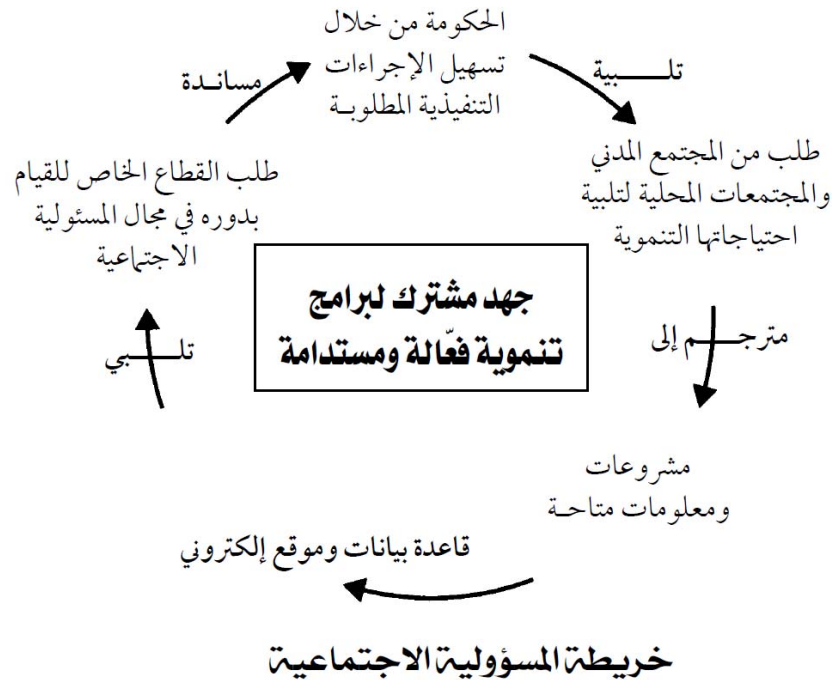 الحكومة من خلال
تسهيل الإجراءات
التنفيذية المطلوبة
تلبية
طلب من المجتمع المدني
والمجتمعات المحلية لتلبية
احتياجاتها التنموية
مترجم إلى
مشروعات
ومعلومات متاحة
قاعدة بيانات وموقع إلكتروني
تلبي
طلب القطاع الخاص للقيام
بدوره في مجال المسئولية
الاجتماعية
مساندة
جهد مشترك لبرامج
تنموية فعّالة ومستدامة
خريطة المسؤولية الاجتماعية